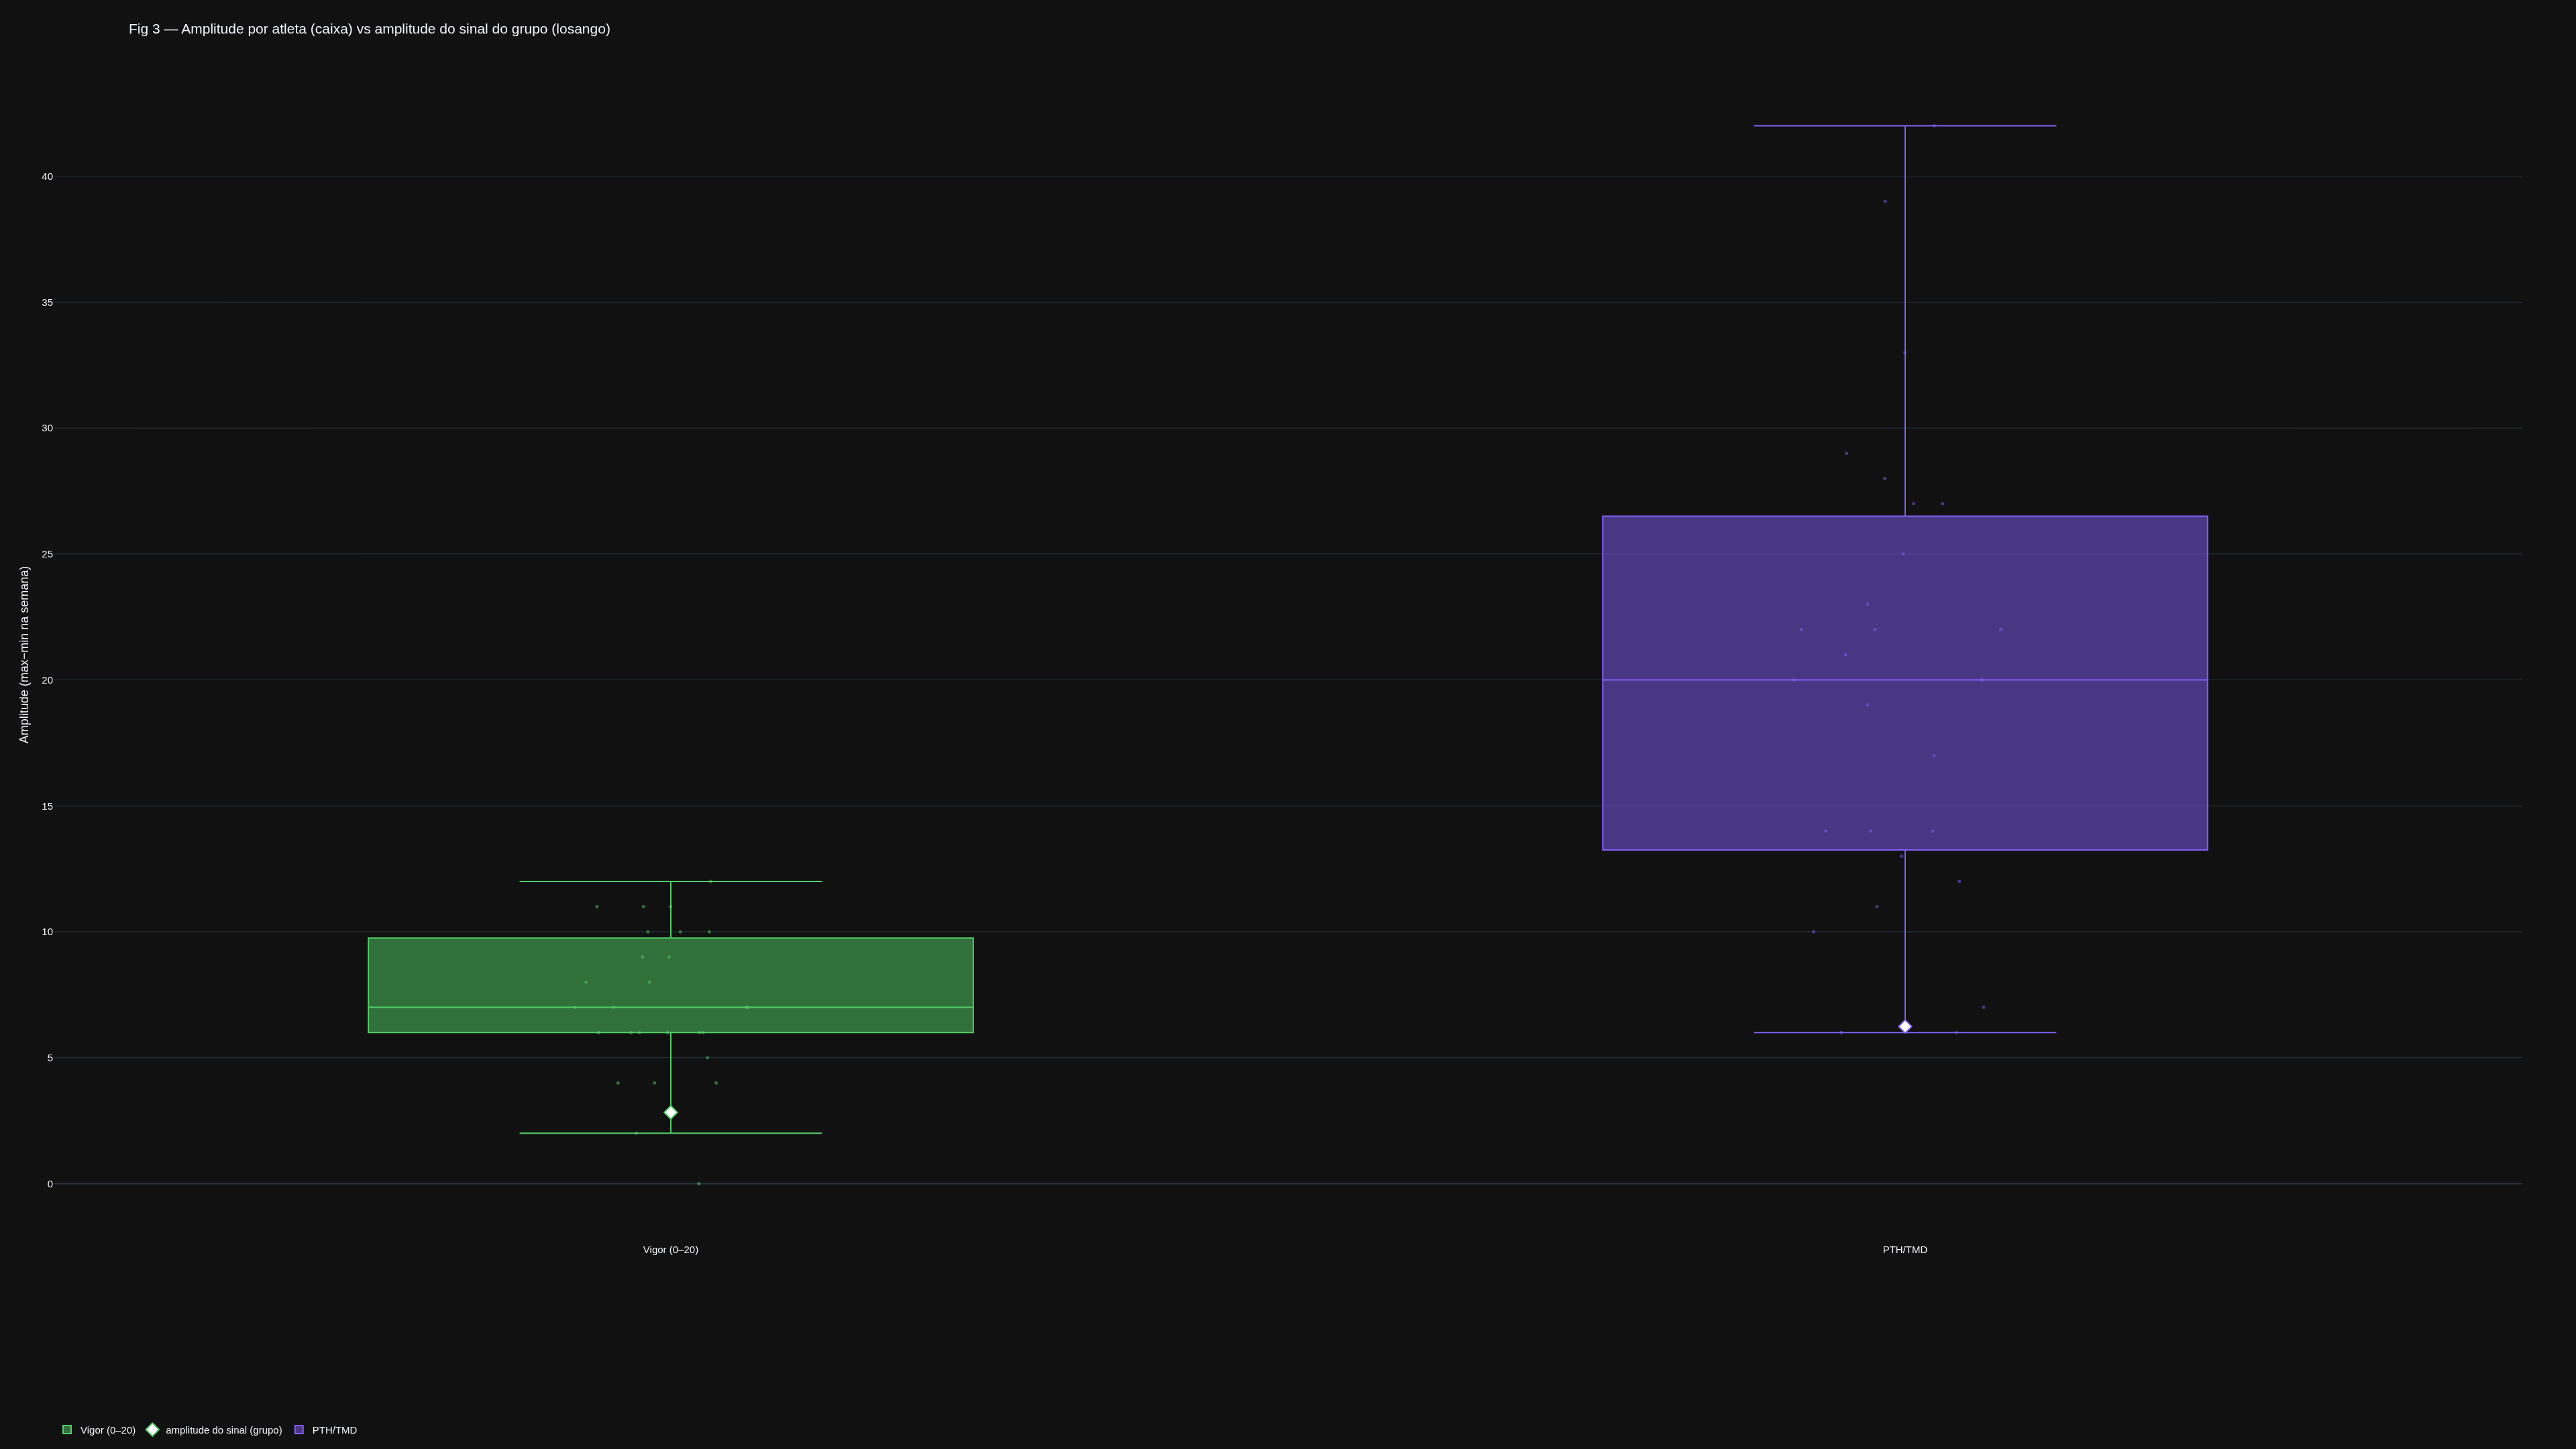 Fig 3 — Amplitude por atleta (caixa) vs amplitude do sinal do grupo (losango)
Amplitude (max−min na semana)
40
35
30
25
20
15
10
5
0
Vigor (0–20)
PTH/TMD
Vigor (0–20)
amplitude do sinal (grupo)
PTH/TMD